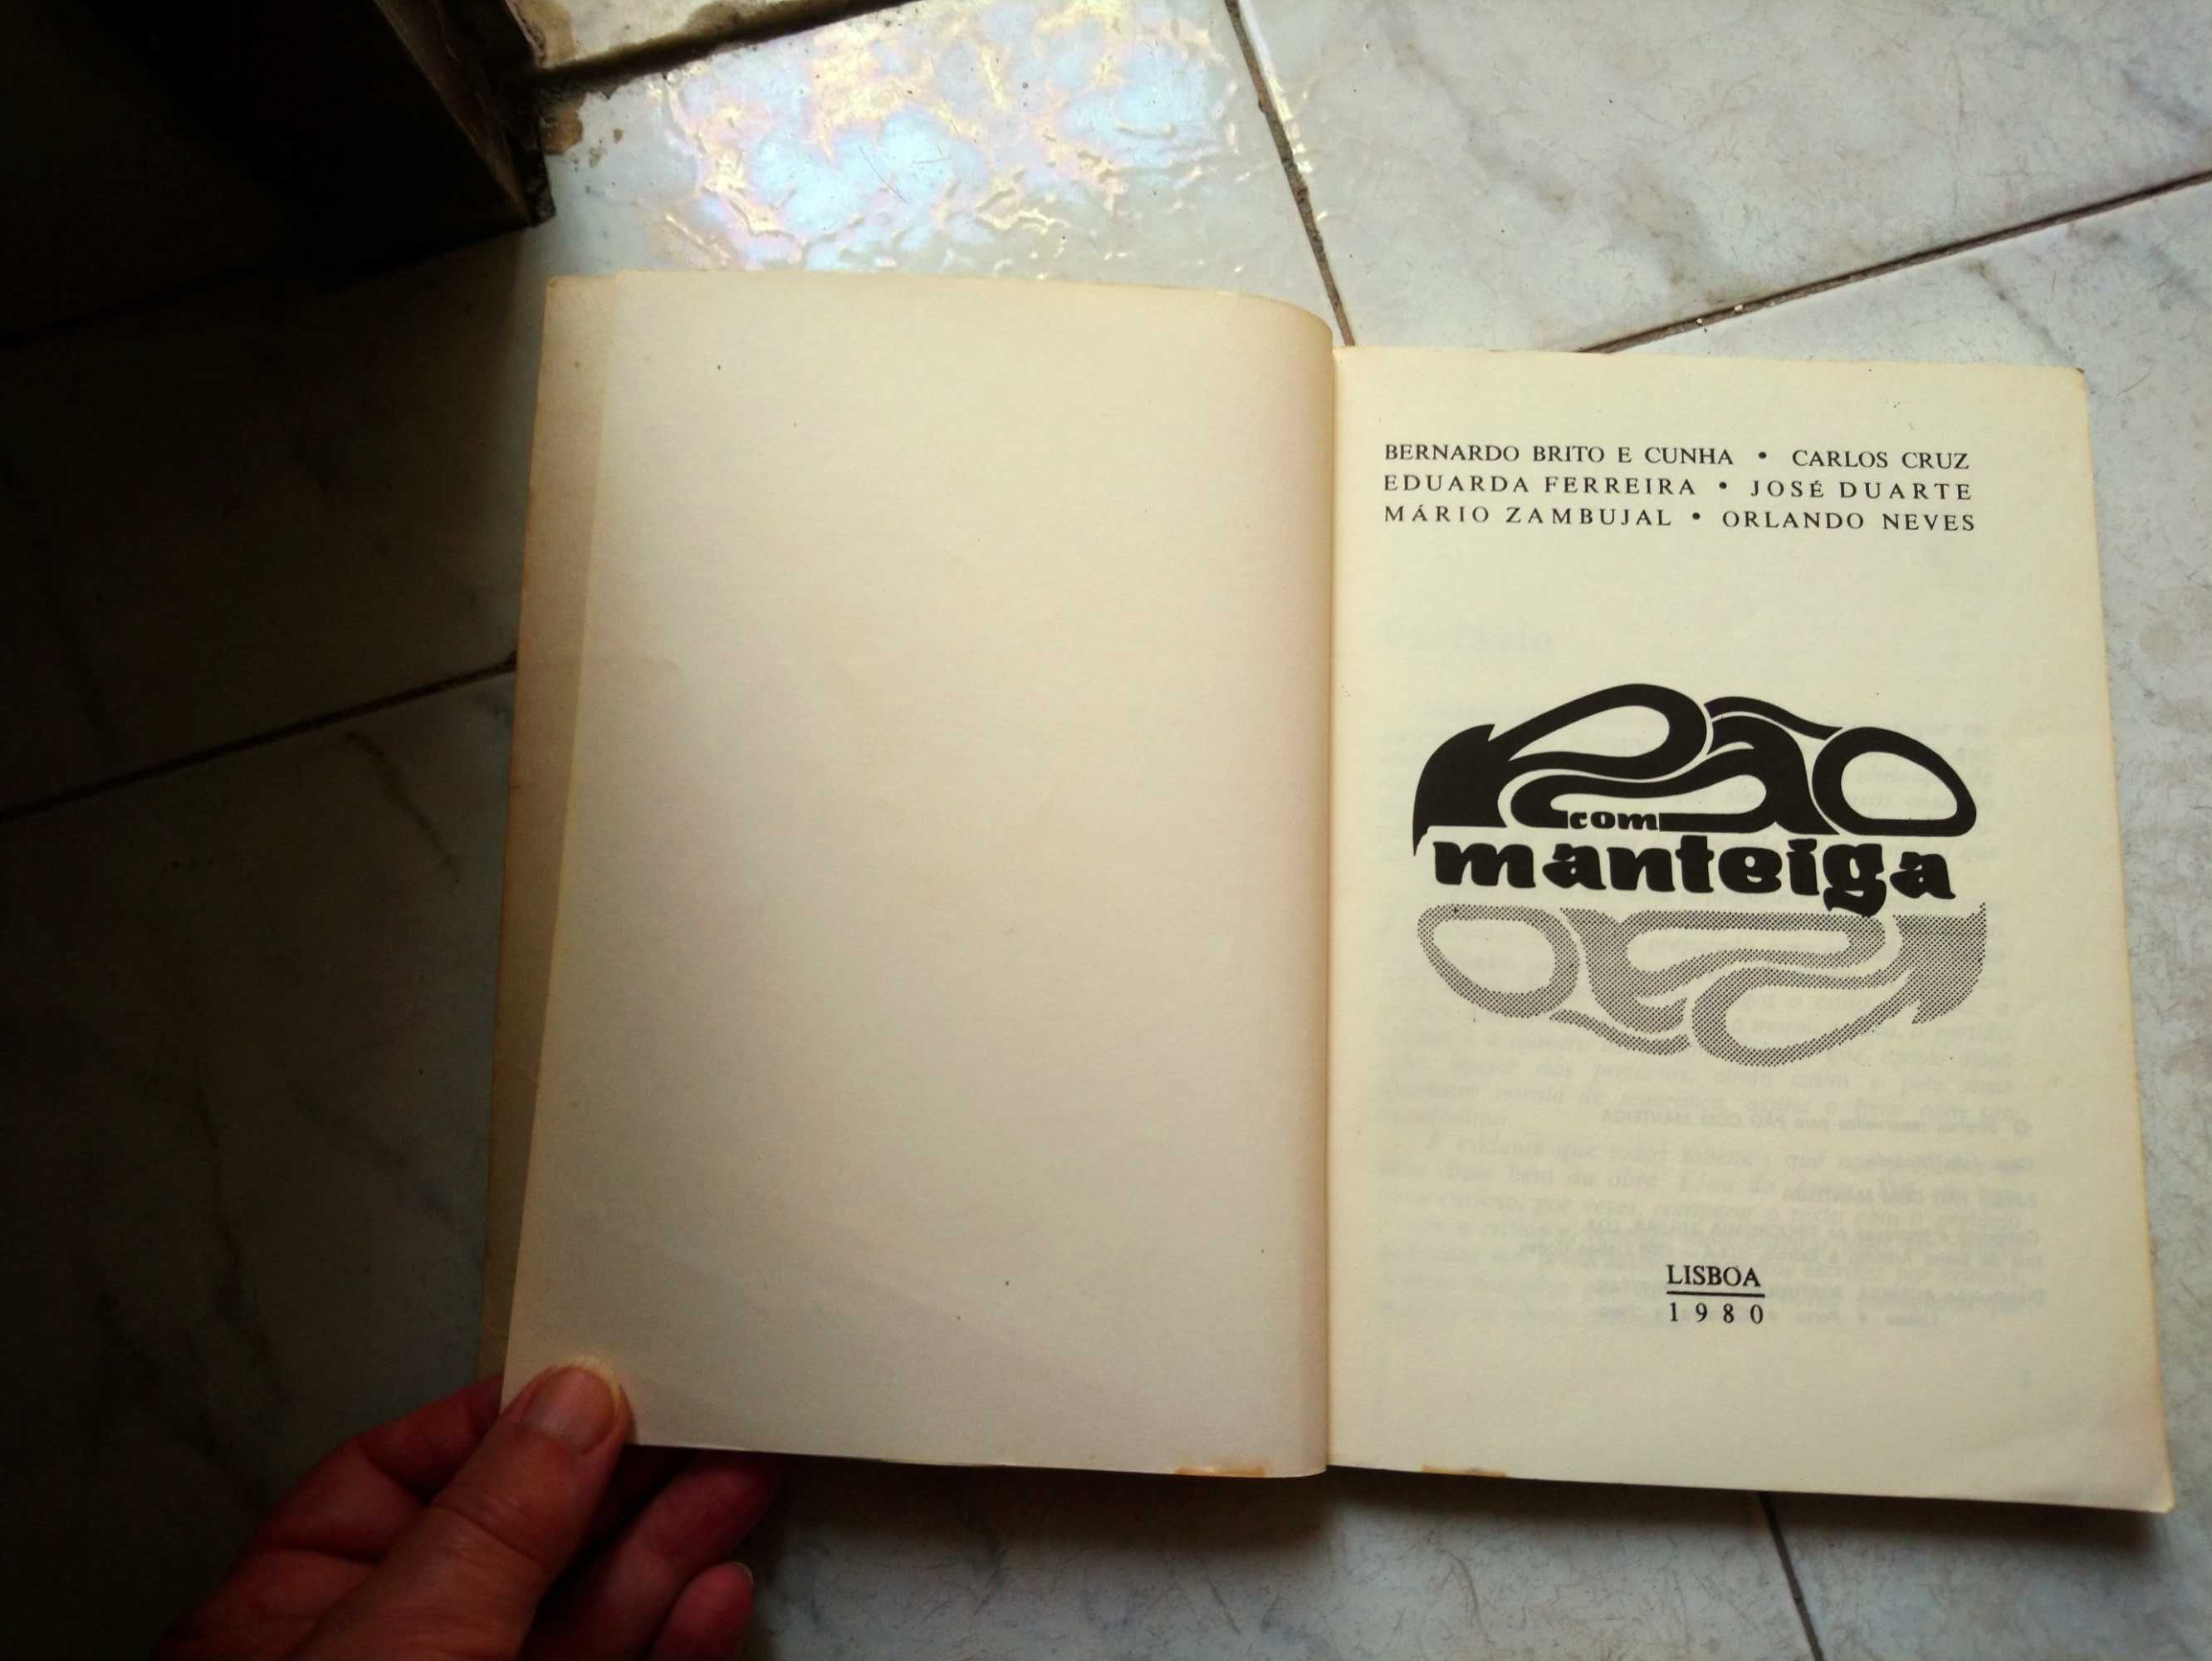 BERNARDO BRITO E CUNHA • CARLOS CRUZ
EDUARDA FERREIRA • JOSÉ DUARTE
MÁRIO ZAMBUJAL • ORLANDO NEVES
pão
com
manteiga
LISBOA
1980